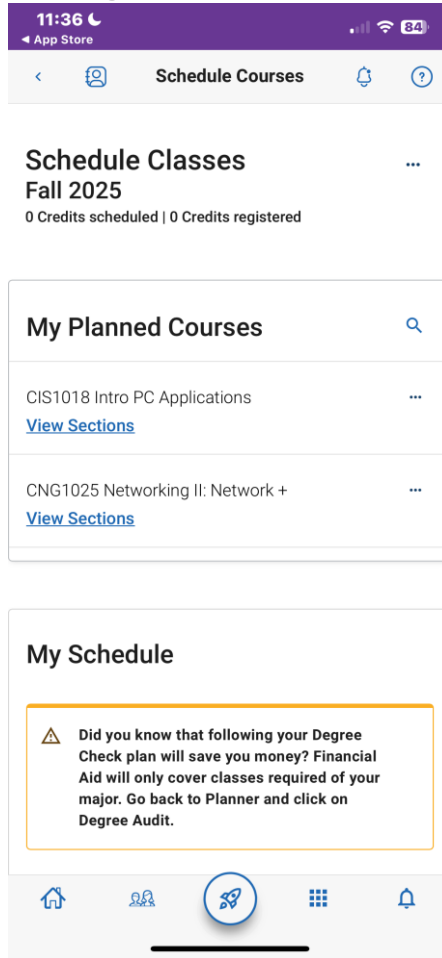 11:36
84
◀ App Store
Schedule Courses
Schedule Classes
Fall 2025
0 Credits scheduled | 0 Credits registered
My Planned Courses
CIS1018 Intro PC Applications
View Sections
CNG1025 Networking II: Network +
View Sections
My Schedule
Did you know that following your Degree
Check plan will save you money? Financial
Aid will only cover classes required of your
major. Go back to Planner and click on
Degree Audit.